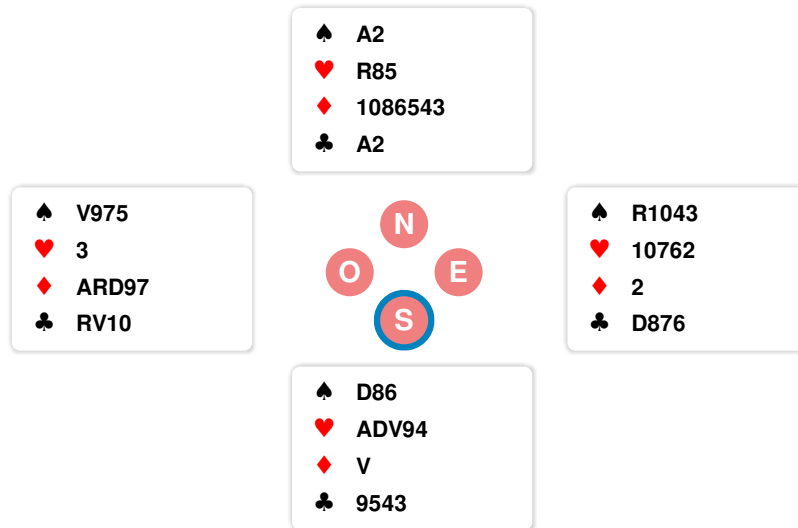 ♠ A2
♥ R85
♦ 1086543
♣ A2
♠ V975
♥ 3
♦ ARD97
♣ RV10
N
O E
S
♠ R1043
♥ 10762
♦ 2
♣ D876
♠ D86
♥ ADV94
♦ V
♣ 9543